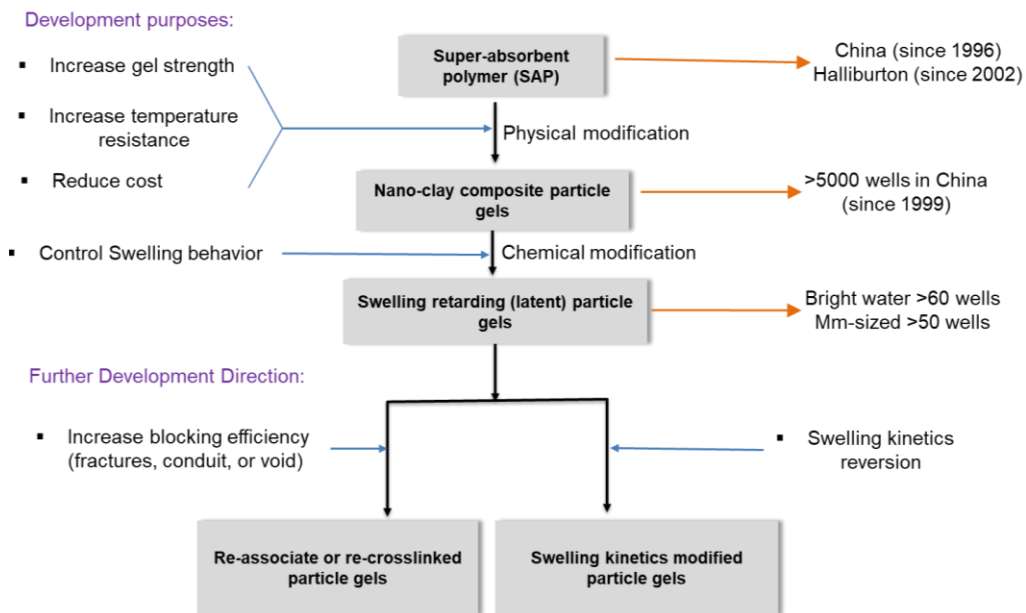 Development purposes:
▪ Increase gel strength
▪ Increase temperature
resistance
▪ Reduce cost
Super-absorbent
polymer (SAP)
China (since 1996)
Halliburton (since 2002)
Physical modification
Nano-clay composite particle
gels
>5000 wells in China
(since 1999)
▪ Control Swelling behavior
Chemical modification
Swelling retarding (latent) particle
gels
Bright water >60 wells
Mm-sized >50 wells
Further Development Direction:
▪ Increase blocking efficiency
(fractures, conduit, or void)
▪ Swelling kinetics
reversion
Re-associate or re-crosslinked
particle gels
Swelling kinetics modified
particle gels